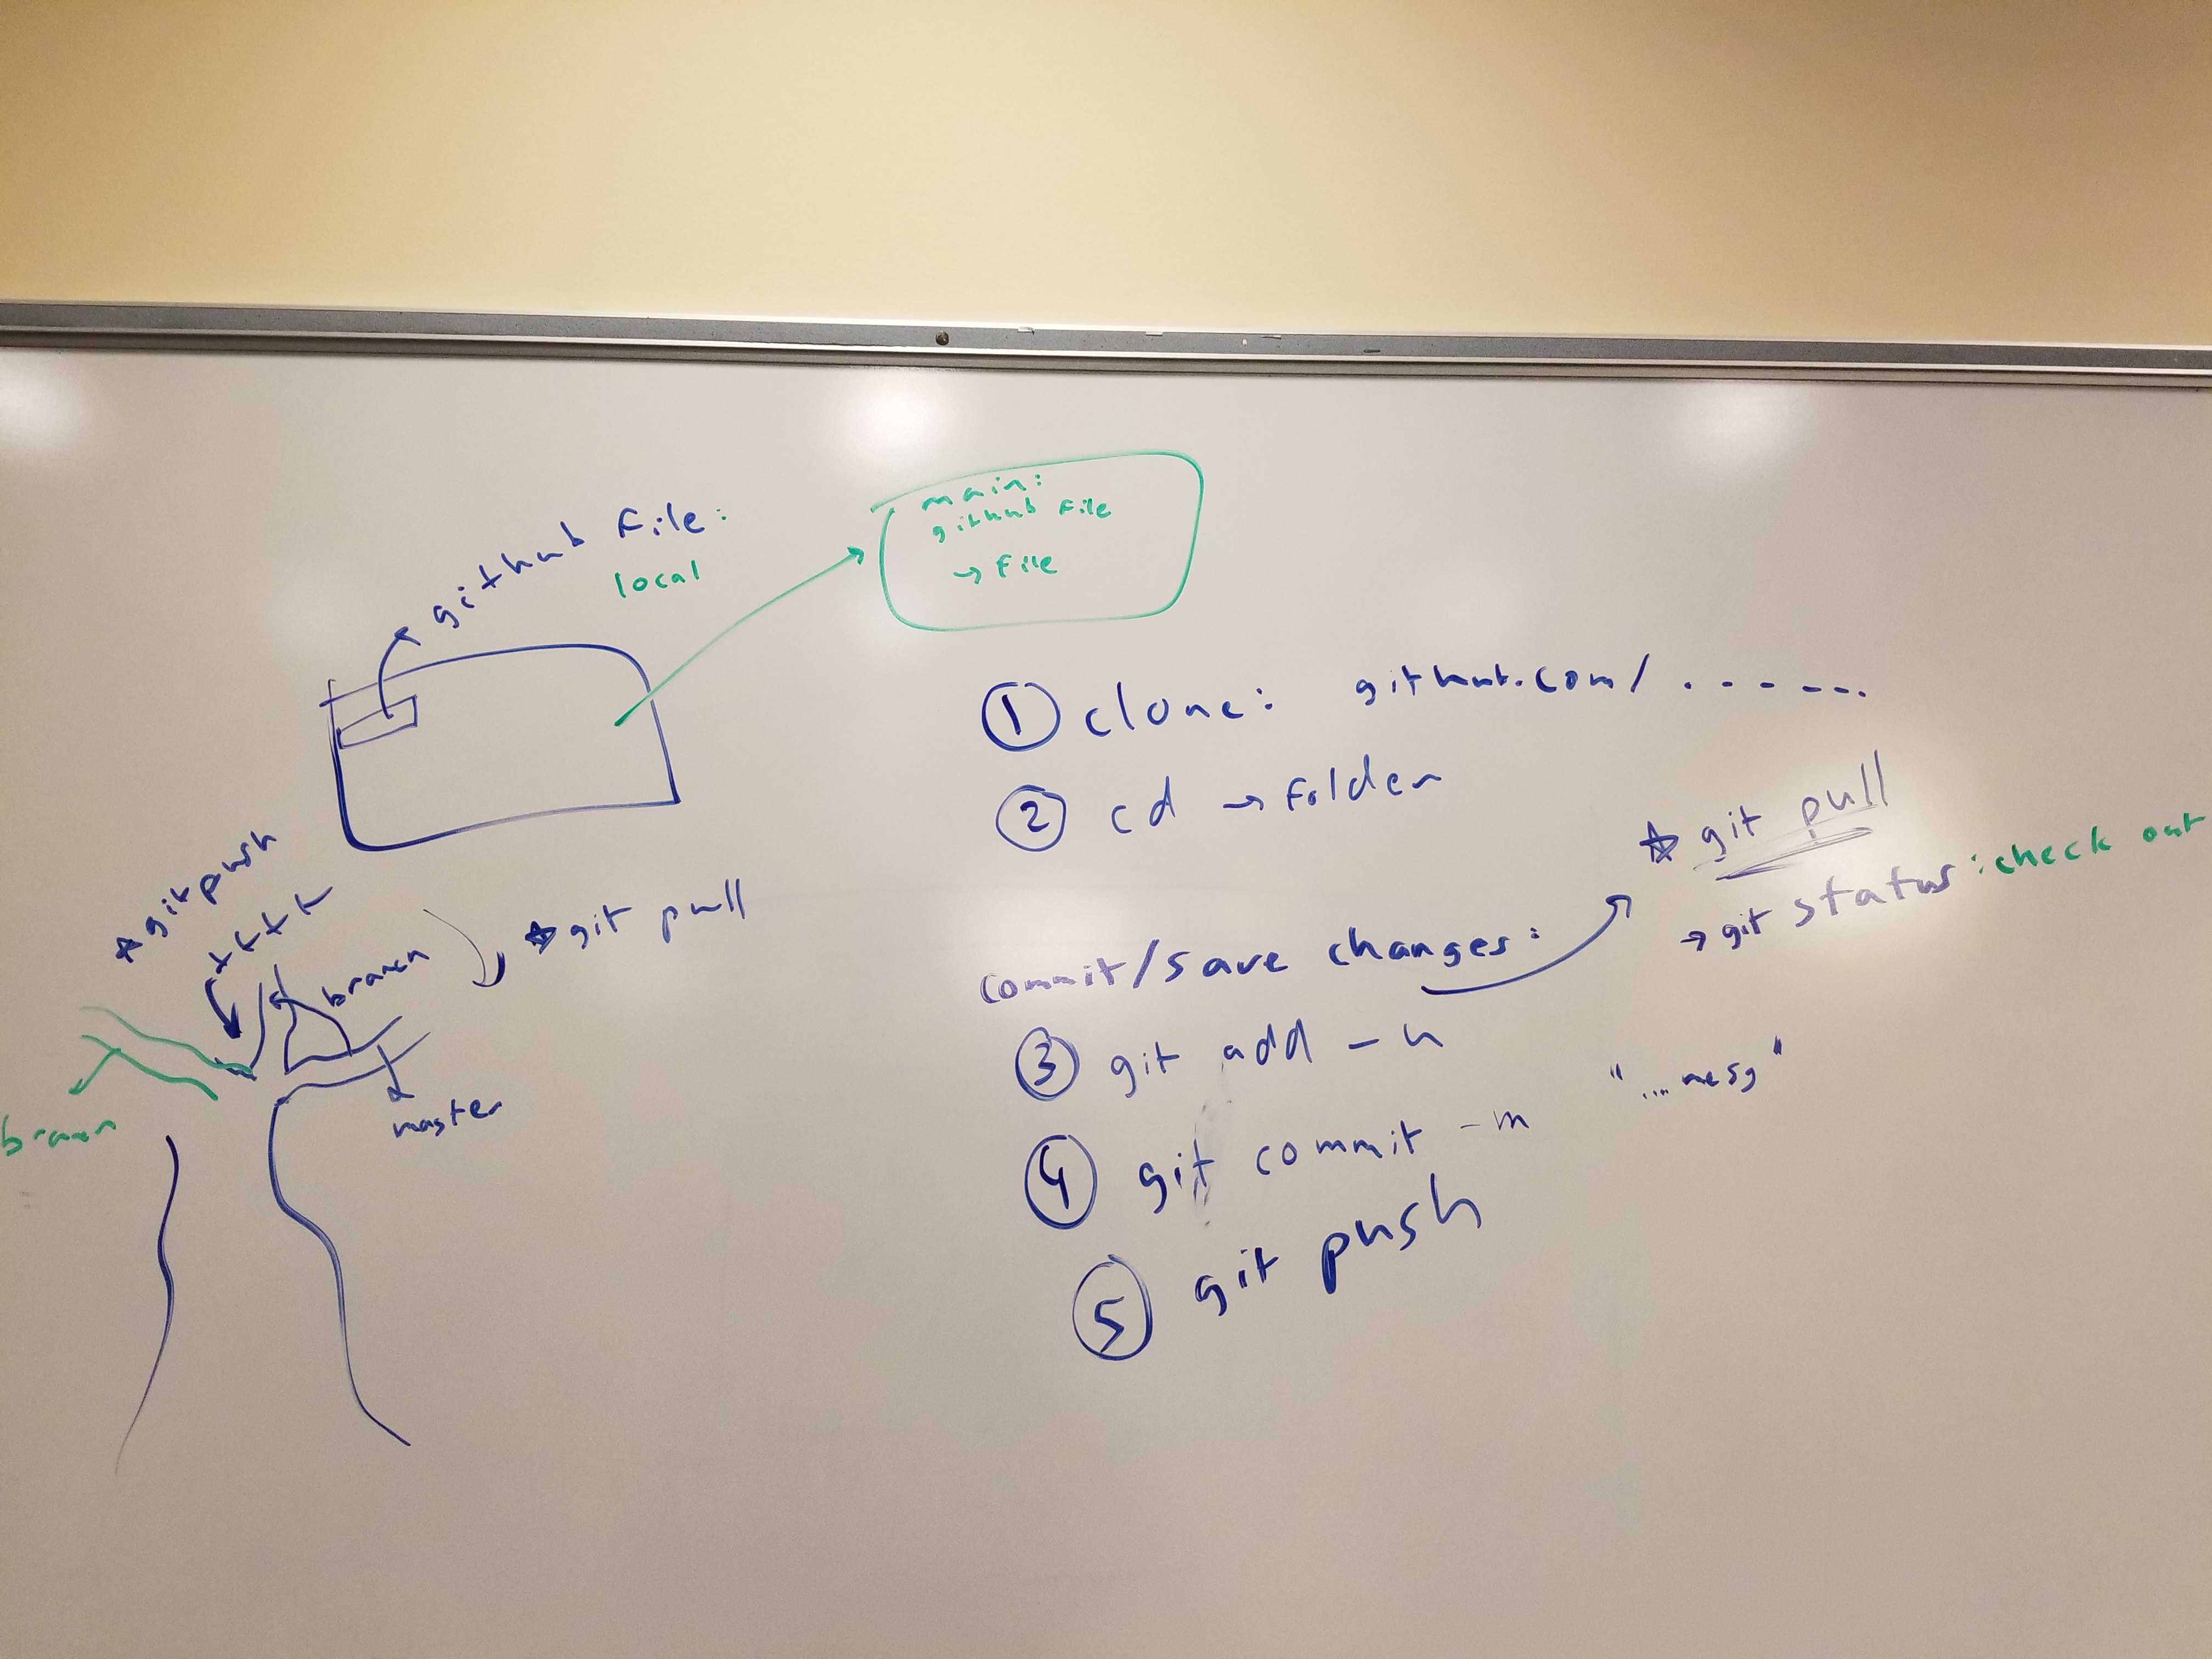 github File:
local
main:
github File
→ File
① clone: github.com/ . - - - - -.
② cd → Folder
☆ git pull
→ git status : check out
commit/save changes:
③ git add - u
④ git commit -m "....mesg"
⑤ git push
☆ git push
☆ git pull
branch
master